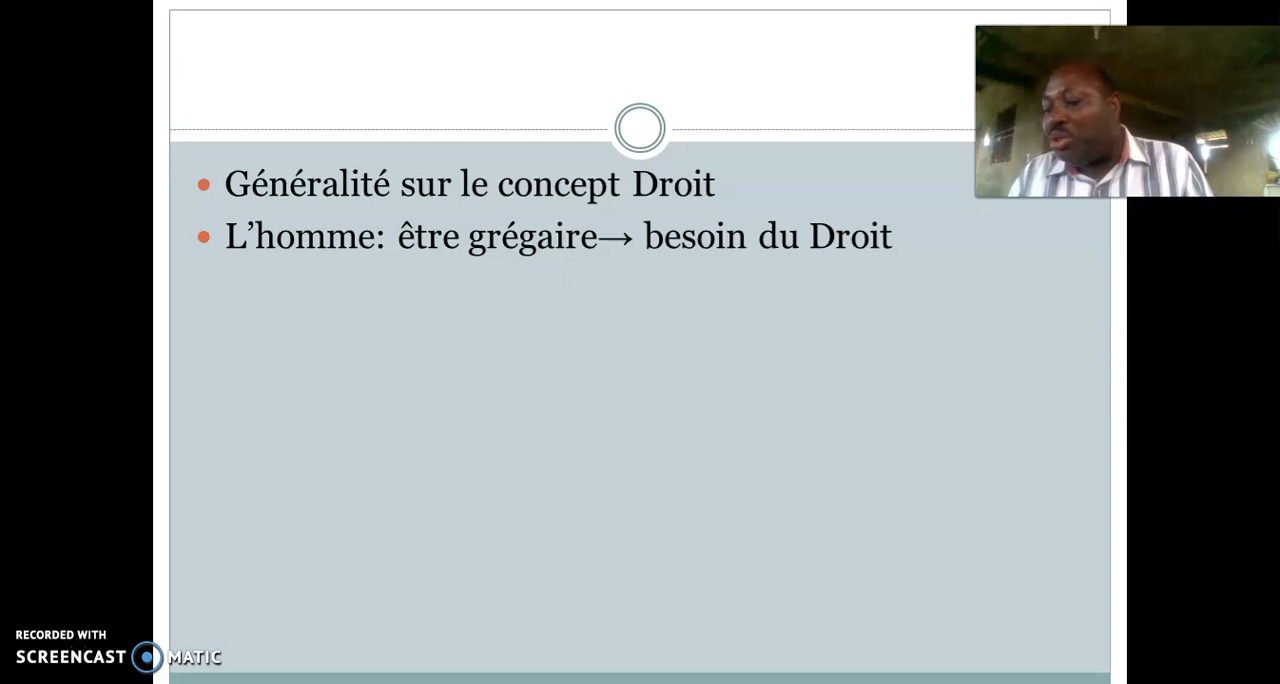 Généralité sur le concept Droit
L’homme: être grégaire→ besoin du Droit
RECORDED WITH
SCREENCAST MATIC